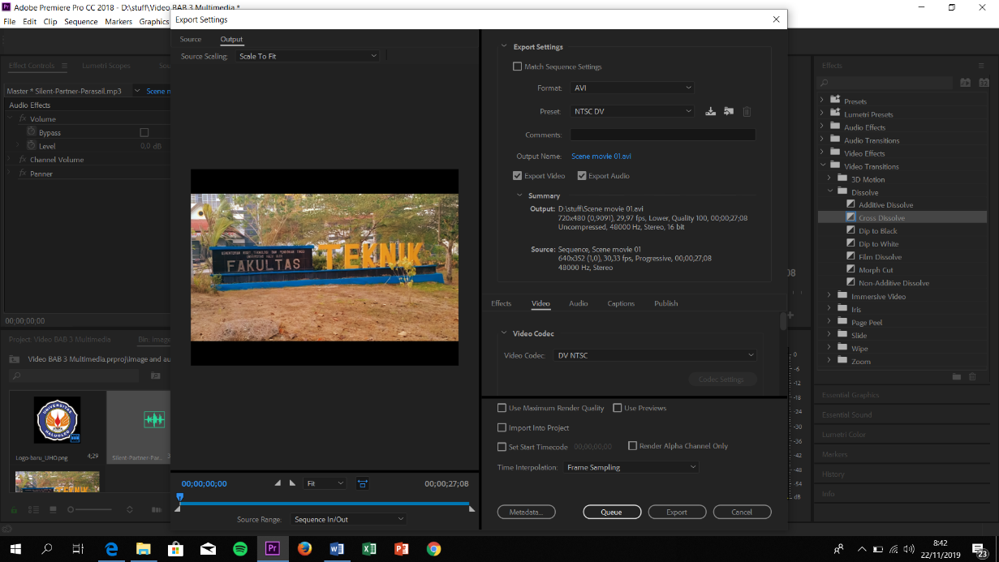 Adobe Premiere Pro CC 2018 - D:\stuff\Video BAB 3 Multimedia.prproj *
File Edit Clip Sequence Markers Graphics
Export Settings
Source Output
Source Scaling: Scale To Fit
Effect Controls Lumetri Scopes
Master * Silent-Partner-Parasail.mp3
Audio Effects
fx Volume
Bypass
Level 0,0 dB
fx Channel Volume
fx Panner
00;00;00;00
Project: Video BAB 3 Multimedia Bin: image
Video BAB 3 Multimedia.prproj\image and au
UNIVERSITAS
HALUOLEO
Logo-baru_UHO.png 4;29
Silent-Partner-Par...
FAKULTAS TEKNIK
00;00;00;00 Fit 00;00;27;08
Source Range: Sequence In/Out
Export Settings
Match Sequence Settings
Format: AVI
Preset: NTSC DV
Comments:
Output Name: Scene movie 01.avi
Export Video Export Audio
Summary
Output: D:\stuff\Scene movie 01.avi
720x480 (0,9091), 29,97 fps, Lower, Quality 100, 00;00;27;08
Uncompressed, 48000 Hz, Stereo, 16 bit
Source: Sequence, Scene movie 01
640x352 (1,0), 30,33 fps, Progressive, 00;00;27;08
48000 Hz, Stereo
Effects Video Audio Captions Publish
Video Codec
Video Codec: DV NTSC
Codec Settings
Use Maximum Render Quality Use Previews
Import Into Project
Set Start Timecode 00;00;00;00 Render Alpha Channel Only
Time Interpolation: Frame Sampling
Metadata... Queue Export Cancel
0
-6
-12
-18
-24
-30
-36
-42
-48
-54
dB
Effects
Presets
Lumetri Presets
Audio Effects
Audio Transitions
Video Effects
Video Transitions
3D Motion
Dissolve
Additive Dissolve
Cross Dissolve
Dip to Black
Dip to White
Film Dissolve
Morph Cut
Non-Additive Dissolve
Immersive Video
Iris
Page Peel
Slide
Wipe
Zoom
Essential Graphics
Essential Sound
Lumetri Color
Markers
History
Info
8:42
22/11/2019
23